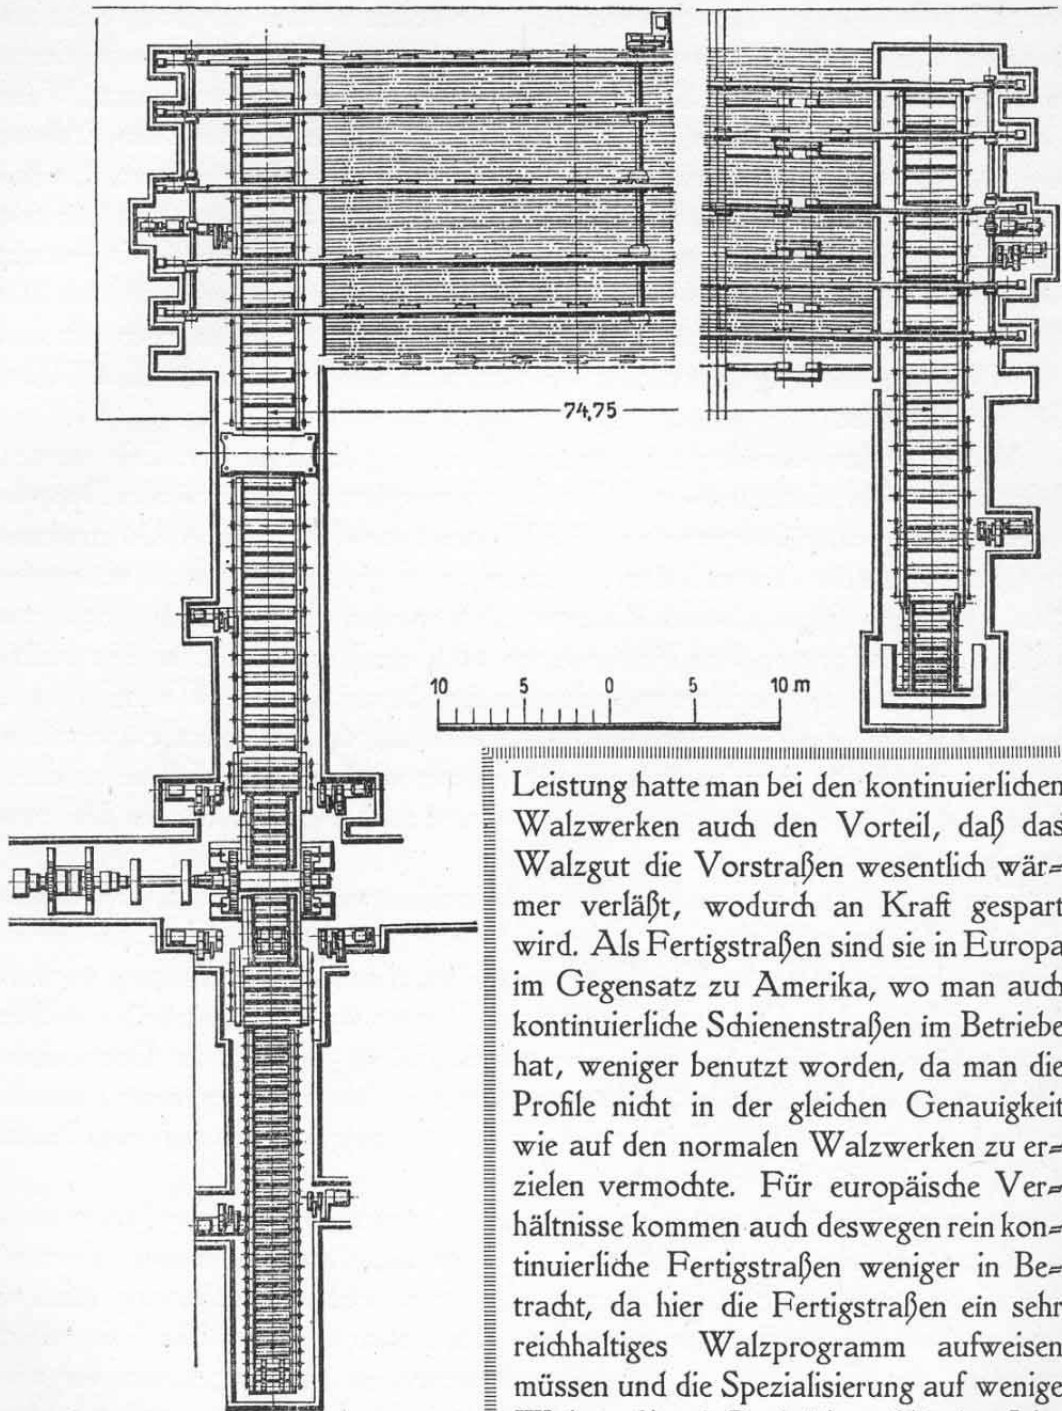 74,75
10 5 0 5 10 m
Leistung hatte man bei den kontinuierlichen
Walzwerken auch den Vorteil, daß das
Walzgut die Vorstraßen wesentlich wär=
mer verläßt, wodurch an Kraft gespart
wird. Als Fertigstraßen sind sie in Europa
im Gegensatz zu Amerika, wo man auch
kontinuierliche Schienenstraßen im Betriebe
hat, weniger benutzt worden, da man die
Profile nicht in der gleichen Genauigkeit
wie auf den normalen Walzwerken zu er=
zielen vermochte. Für europäische Ver=
hältnisse kommen auch deswegen rein kon=
tinuierliche Fertigstraßen weniger in Be=
tracht, da hier die Fertigstraßen ein sehr
reichhaltiges Walzprogramm aufweisen
müssen und die Spezialisierung auf wenige